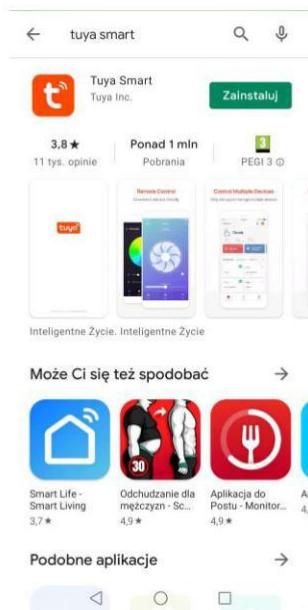 tuya smart
Tuya Smart
Tuya Inc.
Zainstaluj
3,8★
11 tys. opinie
Ponad 1 mln
Pobrania
3
PEGI 3
tuya
Remote Control
Control Multiple Devices
Inteligentne Życie. Inteligentne Życie
Może Ci się też spodobać
30
Smart Life - Smart Living
3,7★
Odchudzanie dla mężczyzn - Sc...
4,9★
Aplikacja do Postu - Monitor...
4,9★
Podobne aplikacje